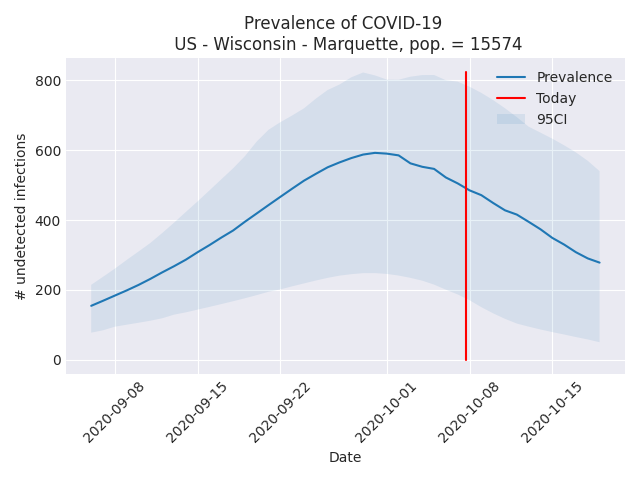 Prevalence of COVID-19
US - Wisconsin - Marquette, pop. = 15574
Prevalence
Today
95CI
# undetected infections
800
600
400
200
0
2020-09-08
2020-09-15
2020-09-22
2020-10-01
2020-10-08
2020-10-15
Date